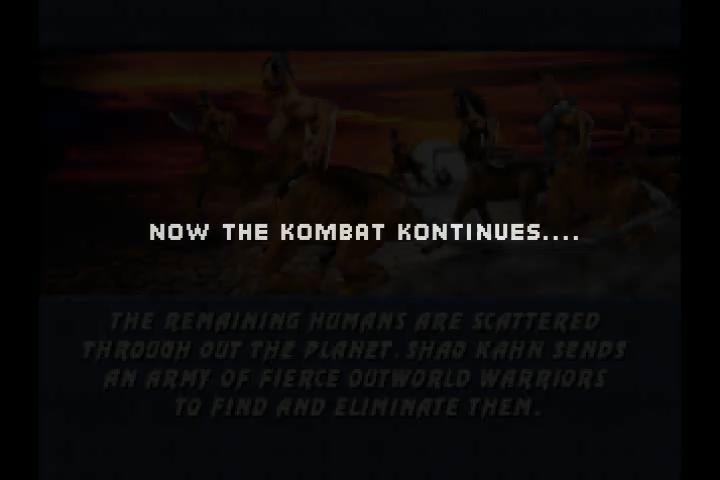 NOW THE KOMBAT KONTINUES....
THE REMAINING HUMANS ARE SCATTERED
THROUGH OUT THE PLANET. SHAO KAHN SENDS
AN ARMY OF FIERCE OUTWORLD WARRIORS
TO FIND AND ELIMINATE THEM.